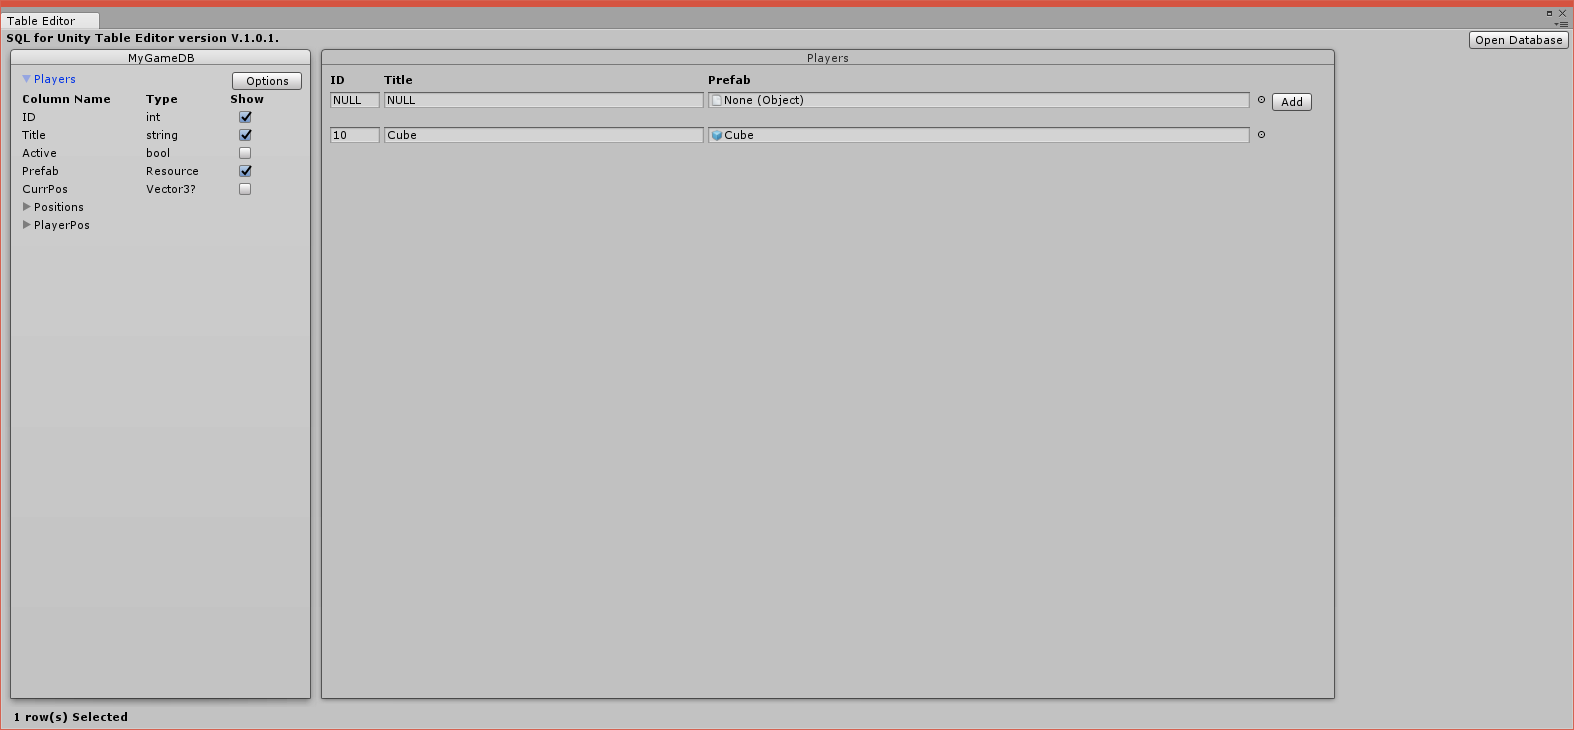 Table Editor
SQL for Unity Table Editor version V.1.0.1.
Open Database
MyGameDB
Players
Options
Column Name Type Show
ID int
Title string
Active bool
Prefab Resource
CurrPos Vector3?
Positions
PlayerPos
Players
ID Title Prefab
NULL NULL None (Object) Add
10 Cube Cube
1 row(s) Selected